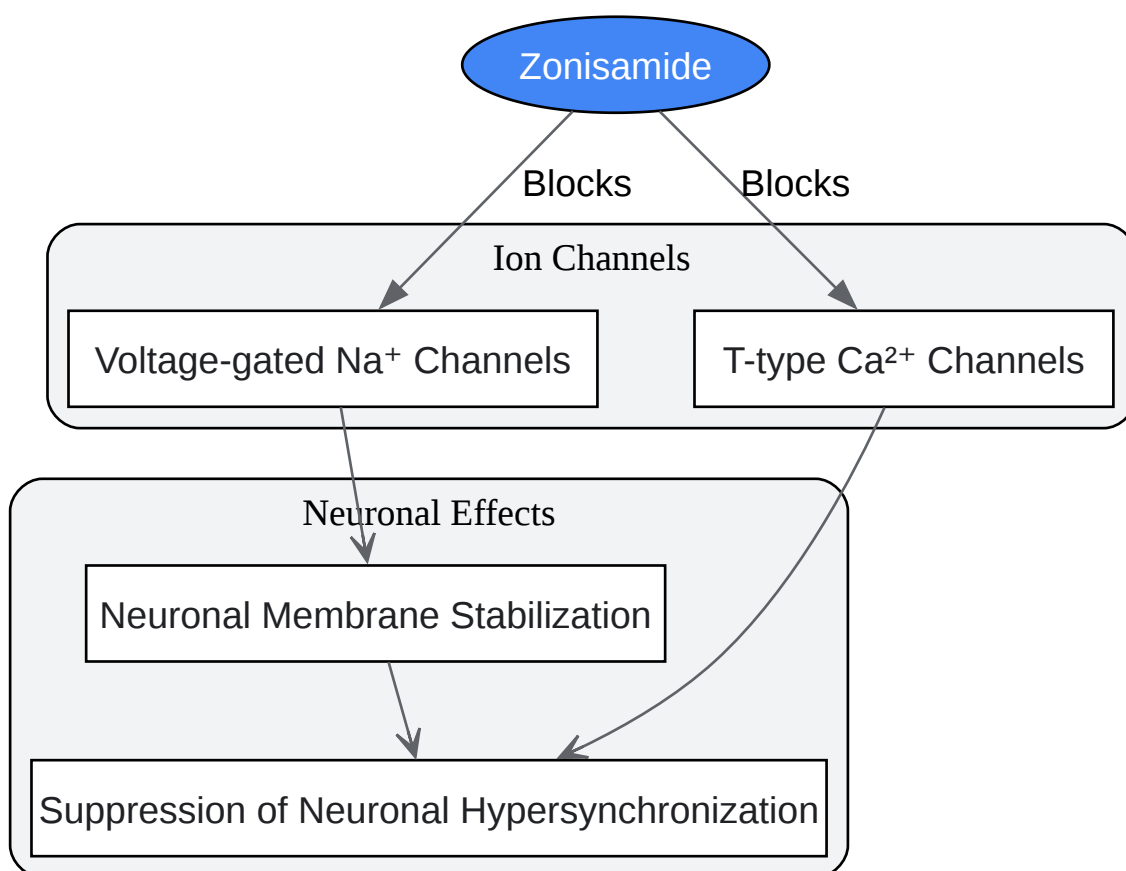 Zonisamide
Blocks
Blocks
Ion Channels
Voltage-gated Na⁺ Channels
T-type Ca²⁺ Channels
Neuronal Effects
Neuronal Membrane Stabilization
Suppression of Neuronal Hypersynchronization